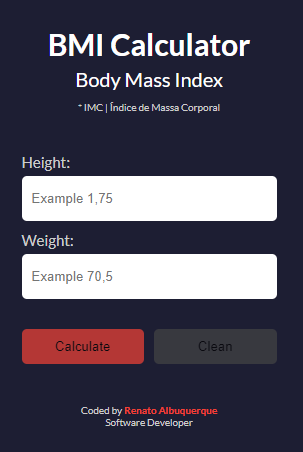 BMI Calculator
Body Mass Index
* IMC | Índice de Massa Corporal
Height:
Example 1,75
Weight:
Example 70,5
Calculate
Clean
Coded by Renato Albuquerque
Software Developer